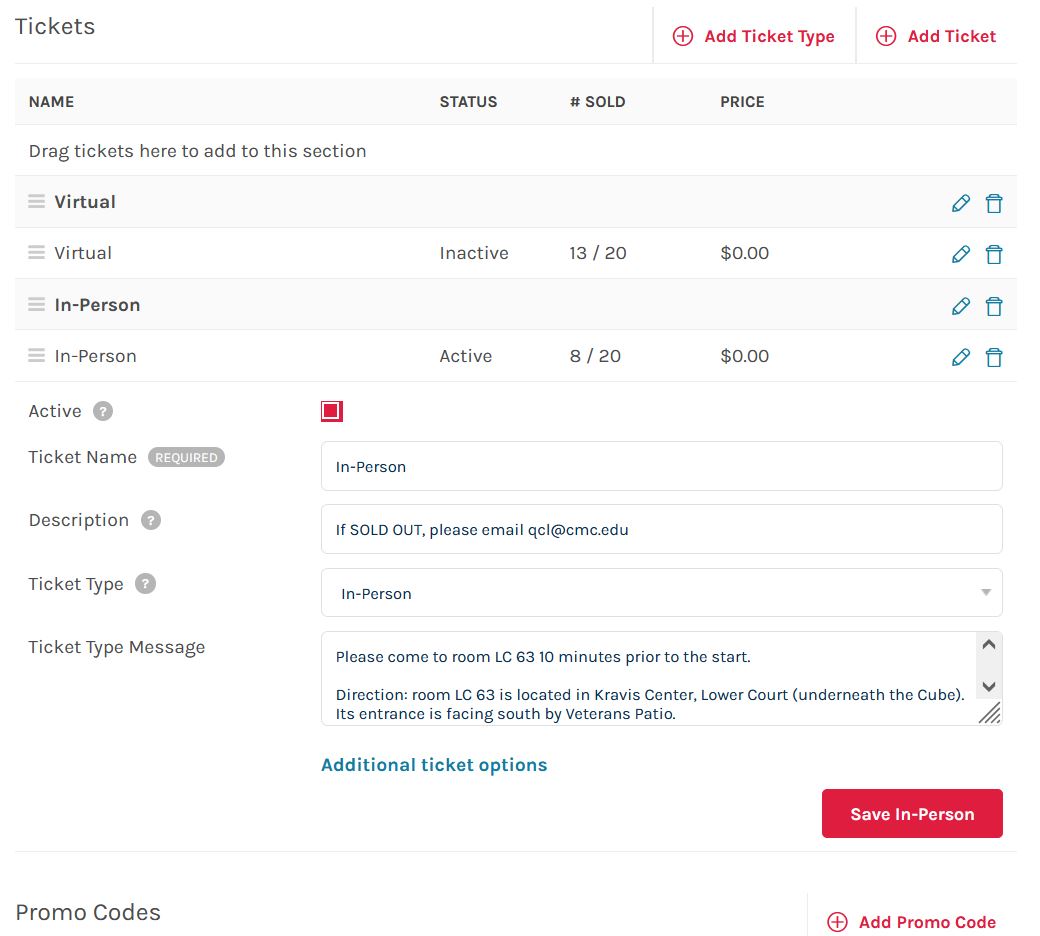 Tickets
Add Ticket Type
Add Ticket
NAME STATUS # SOLD PRICE
Drag tickets here to add to this section
Virtual
Virtual Inactive 13 / 20 $0.00
In-Person
In-Person Active 8 / 20 $0.00
Active ?
Ticket Name REQUIRED
In-Person
Description ?
If SOLD OUT, please email qcl@cmc.edu
Ticket Type ?
In-Person
Ticket Type Message
Please come to room LC 63 10 minutes prior to the start.
Direction: room LC 63 is located in Kravis Center, Lower Court (underneath the Cube).
Its entrance is facing south by Veterans Patio.
Additional ticket options
Save In-Person
Promo Codes
Add Promo Code